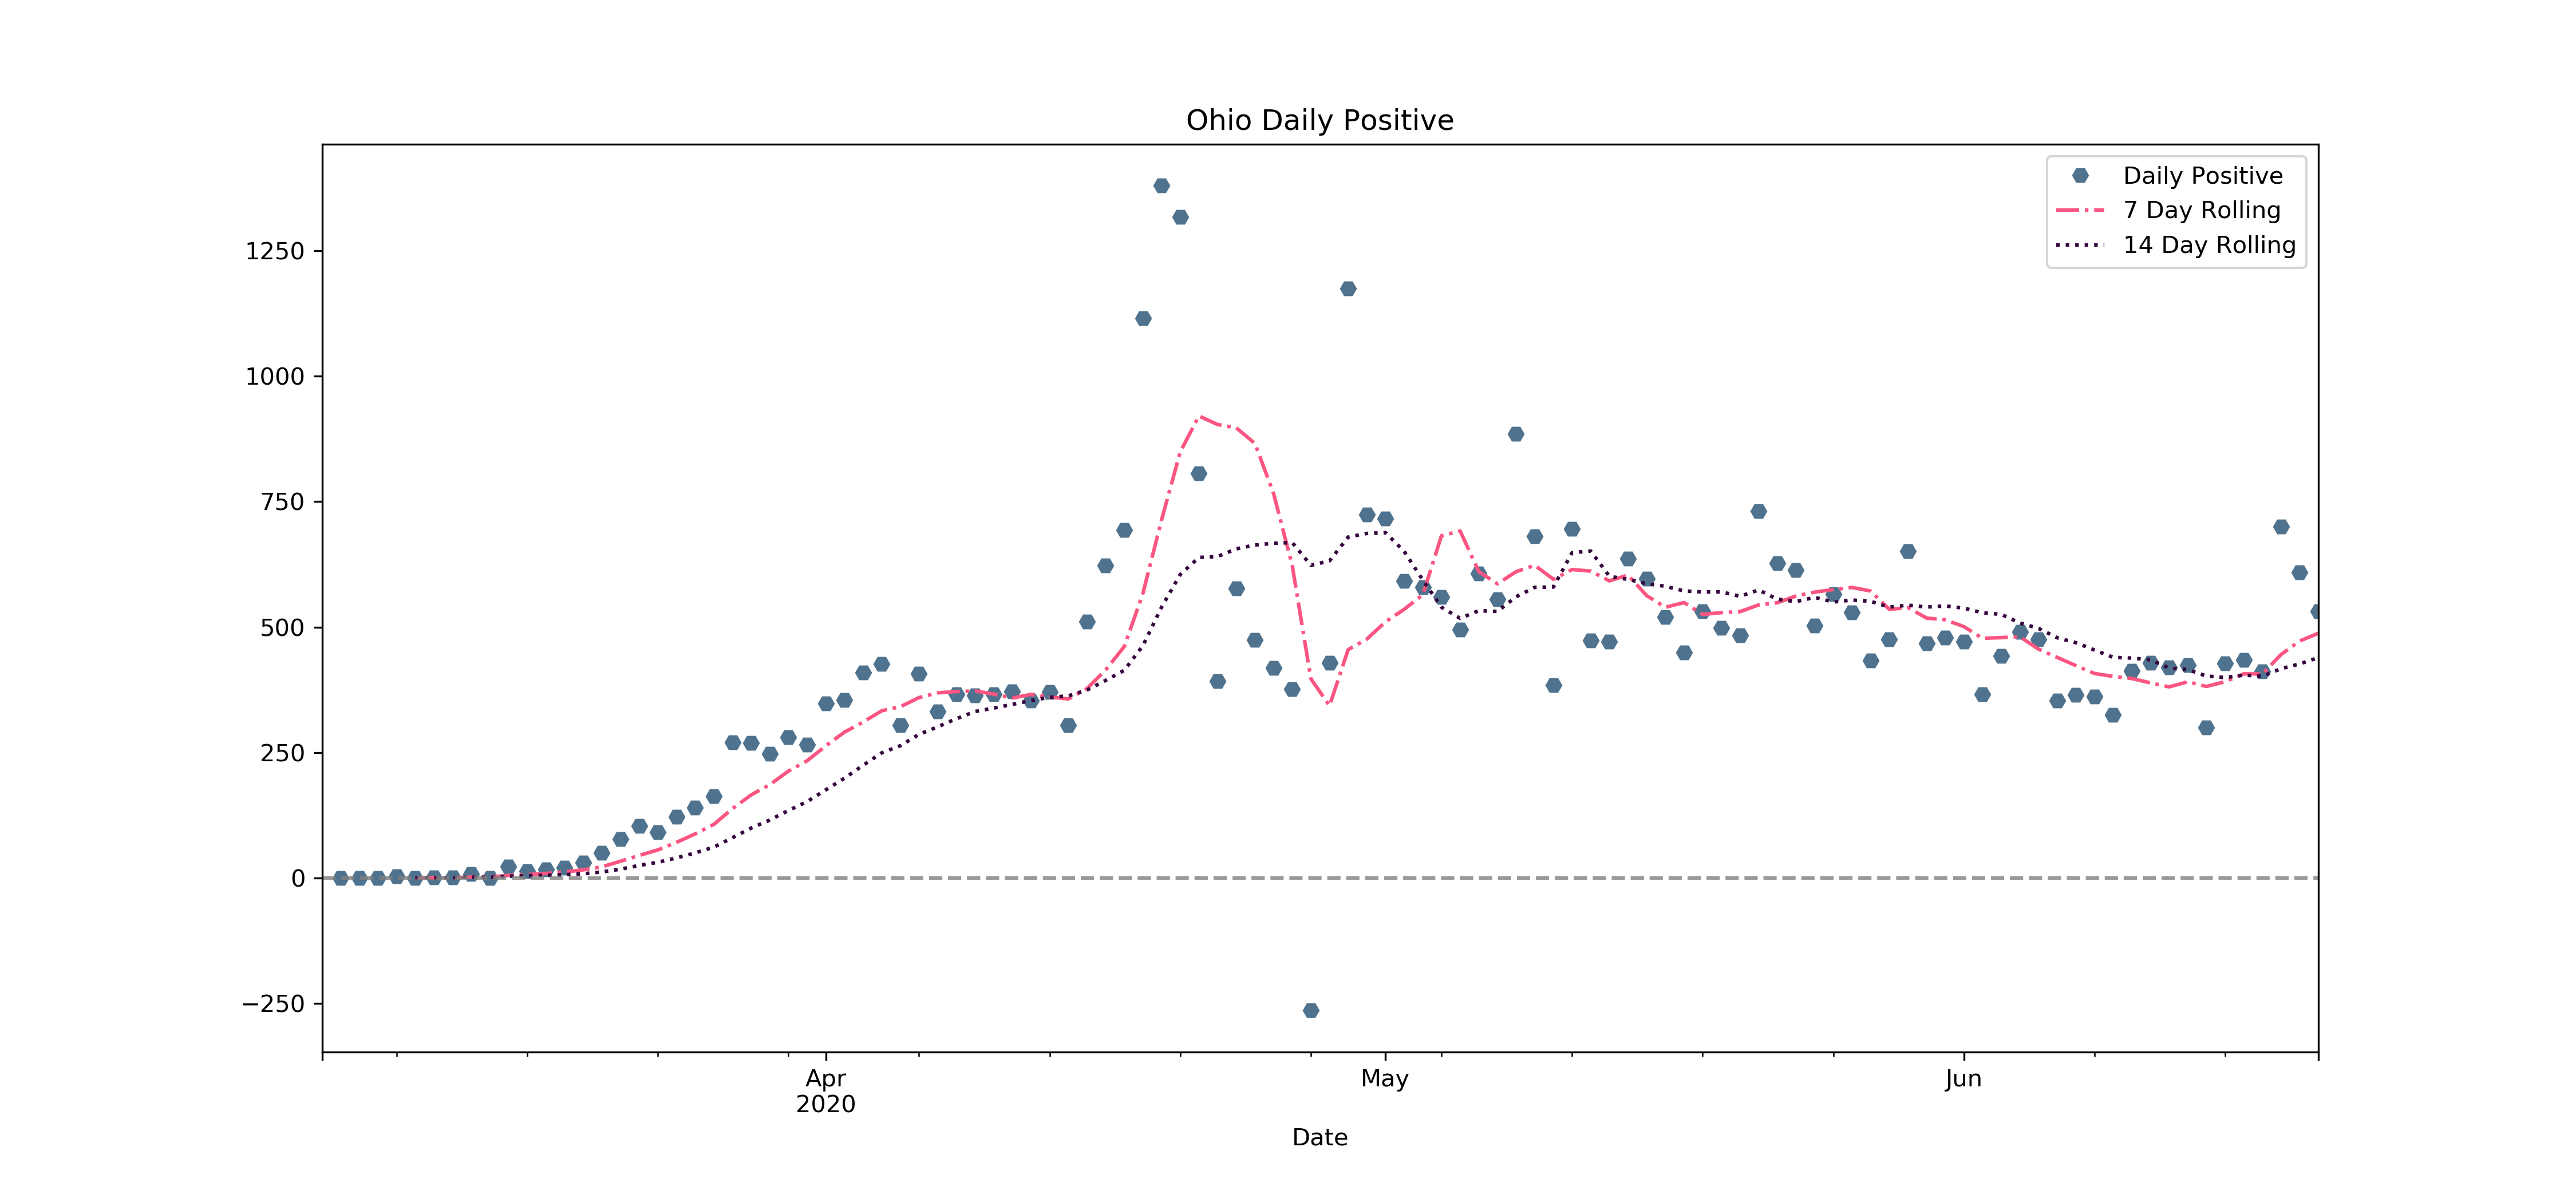 Ohio Daily Positive
Daily Positive
7 Day Rolling
14 Day Rolling
1250
1000
750
500
250
0
−250
Apr
2020
May
Jun
Date